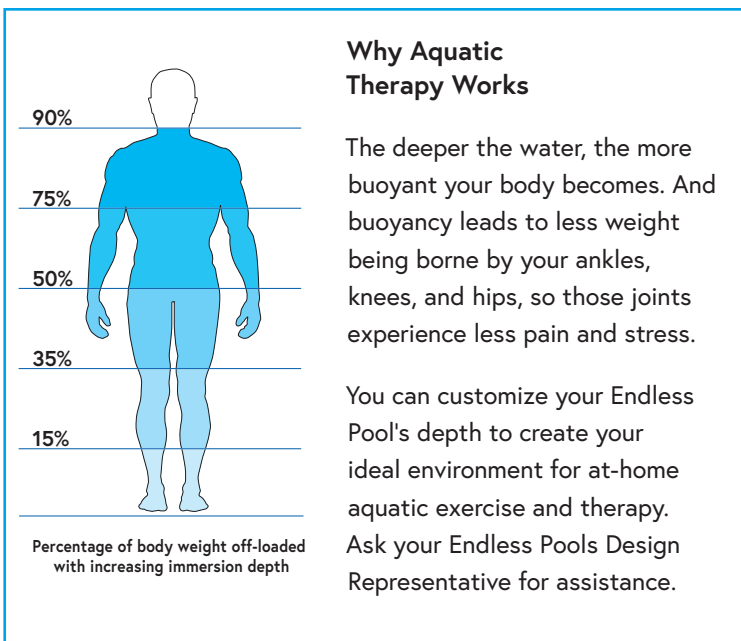 90%
75%
50%
35%
15%
Percentage of body weight off-loaded
with increasing immersion depth
Why Aquatic
Therapy Works
The deeper the water, the more
buoyant your body becomes. And
buoyancy leads to less weight
being borne by your ankles,
knees, and hips, so those joints
experience less pain and stress.
You can customize your Endless
Pool's depth to create your
ideal environment for at-home
aquatic exercise and therapy.
Ask your Endless Pools Design
Representative for assistance.